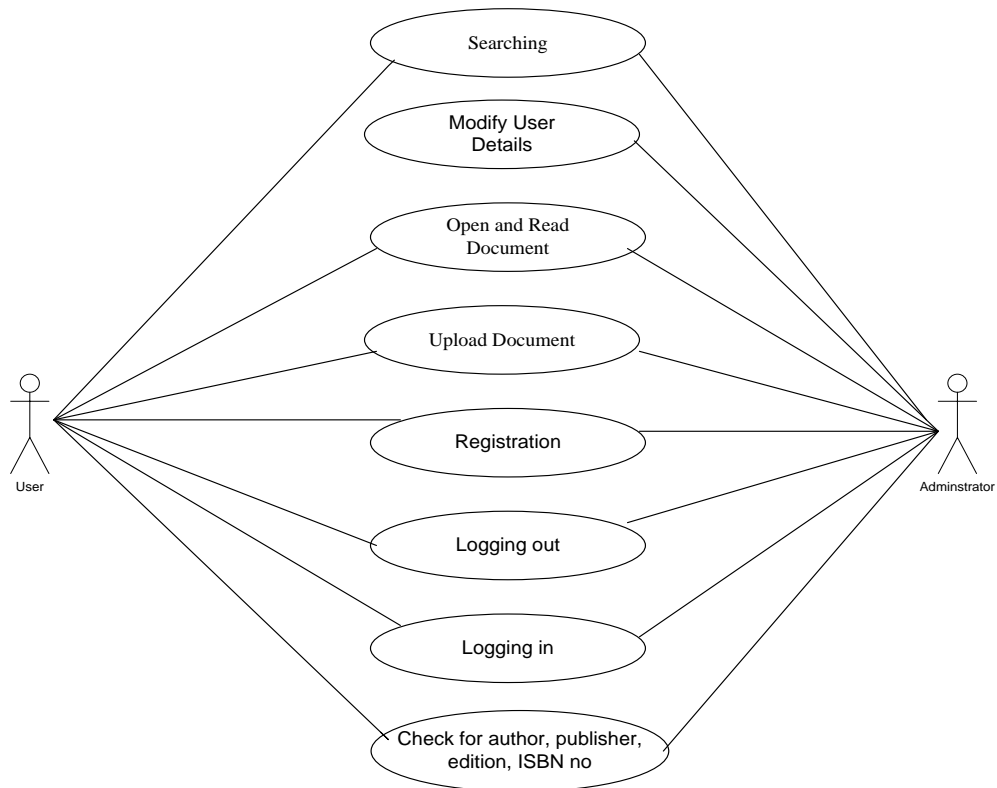 Searching
Modify User
Details
Open and Read
Document
Upload Document
Registration
User
Adminstrator
Logging out
Logging in
Check for author, publisher,
edition, ISBN no